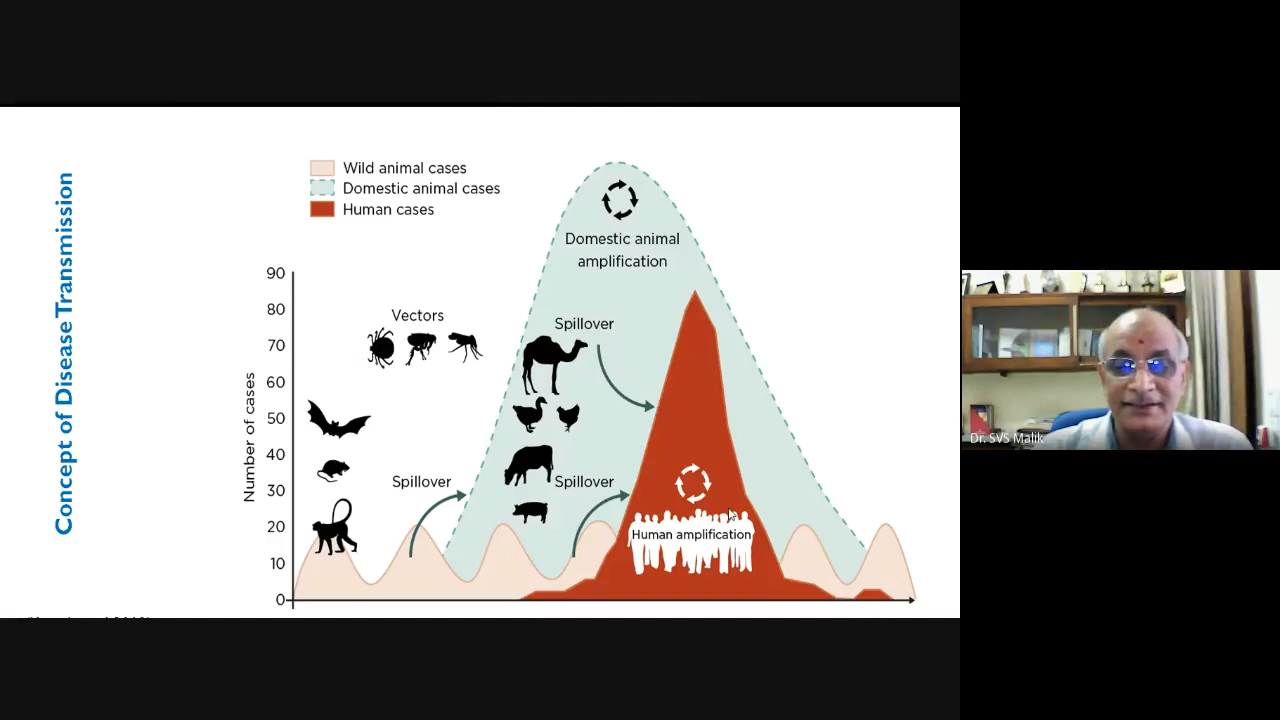 Concept of Disease Transmission
Wild animal cases
Domestic animal cases
Human cases
Domestic animal
amplification
Number of cases
90
80
70
60
50
40
30
20
10
0
Vectors
Spillover
Spillover
Spillover
Human amplification
Dr. SVS Malik